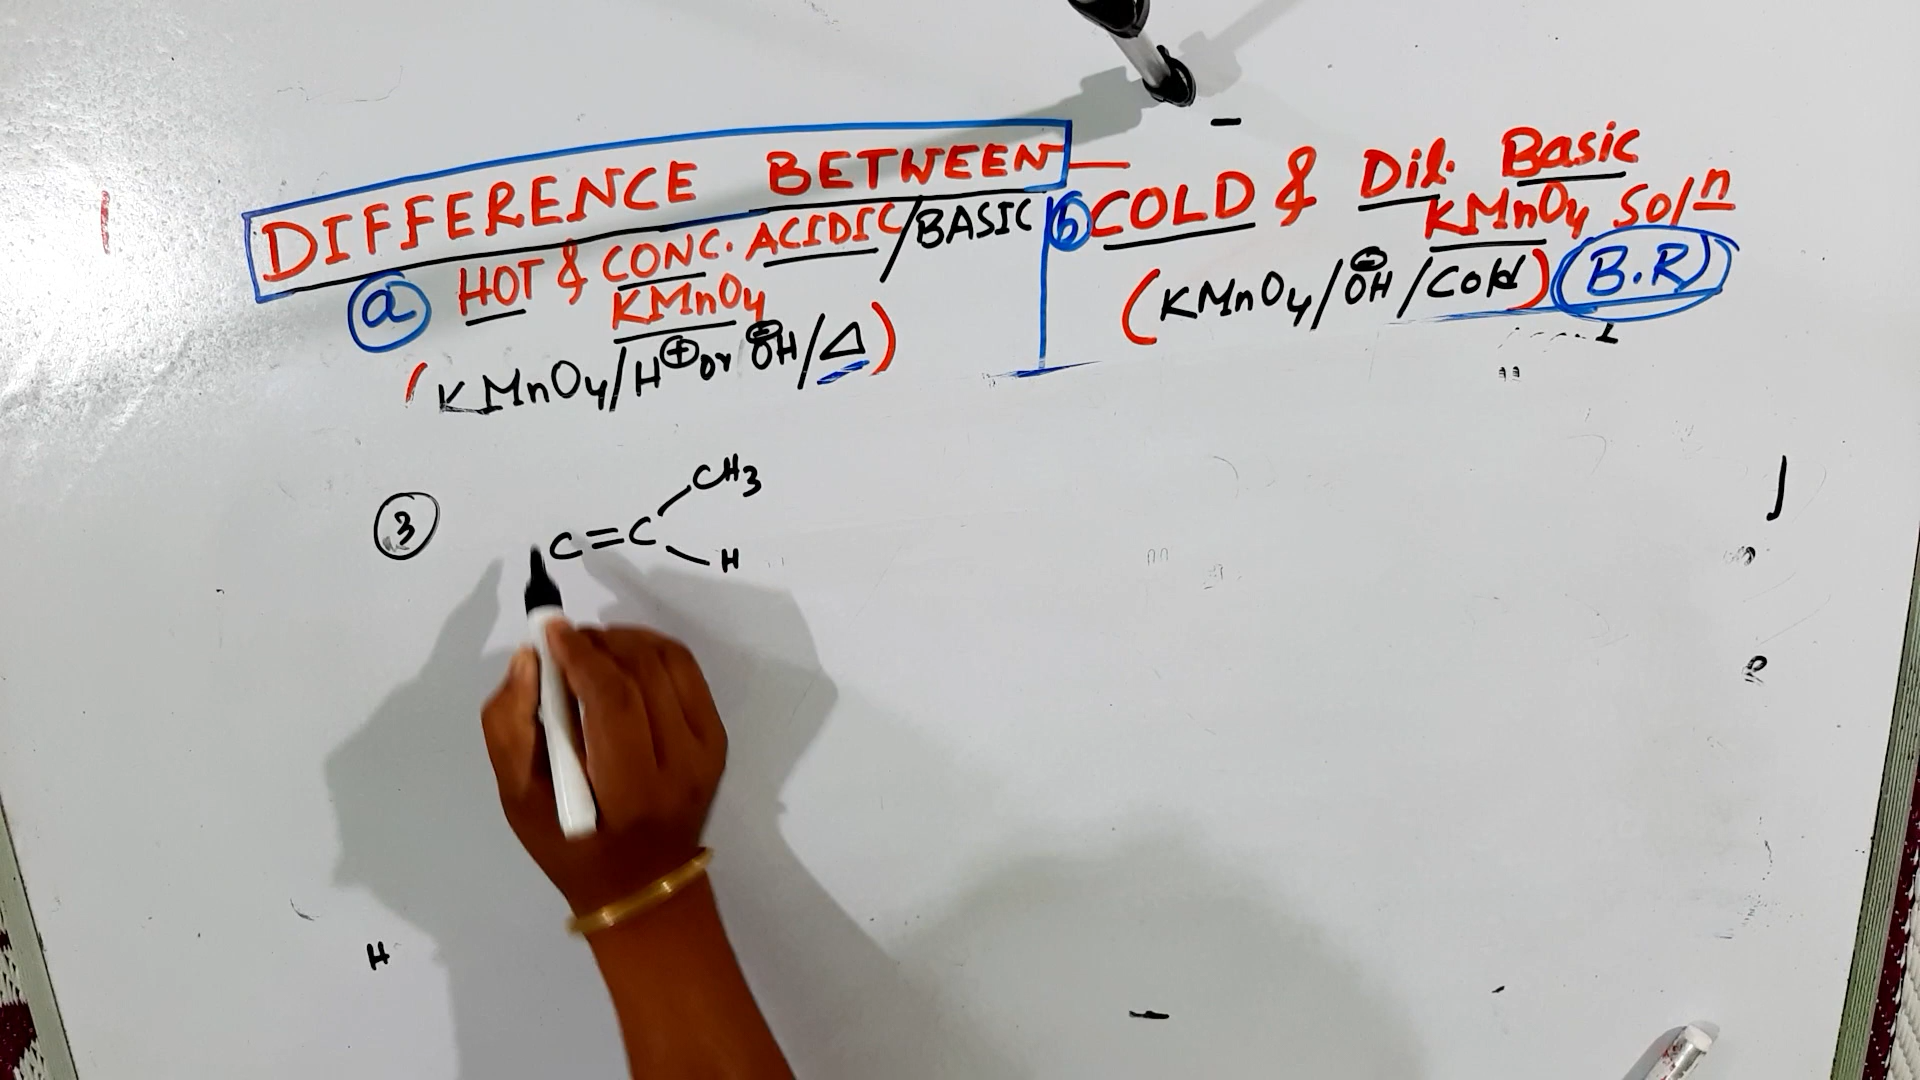 DIFFERENCE BETWEEN —
ⓐ HOT & CONC. ACIDIC/BASIC
KMnO₄
(KMnO₄/H⊕ or ⊖OH/Δ)
ⓑ COLD & Dil. Basic
KMnO₄ Solⁿ
(KMnO₄/⊖OH/Cold) (B.R)
③ C=C
CH₃
H
H